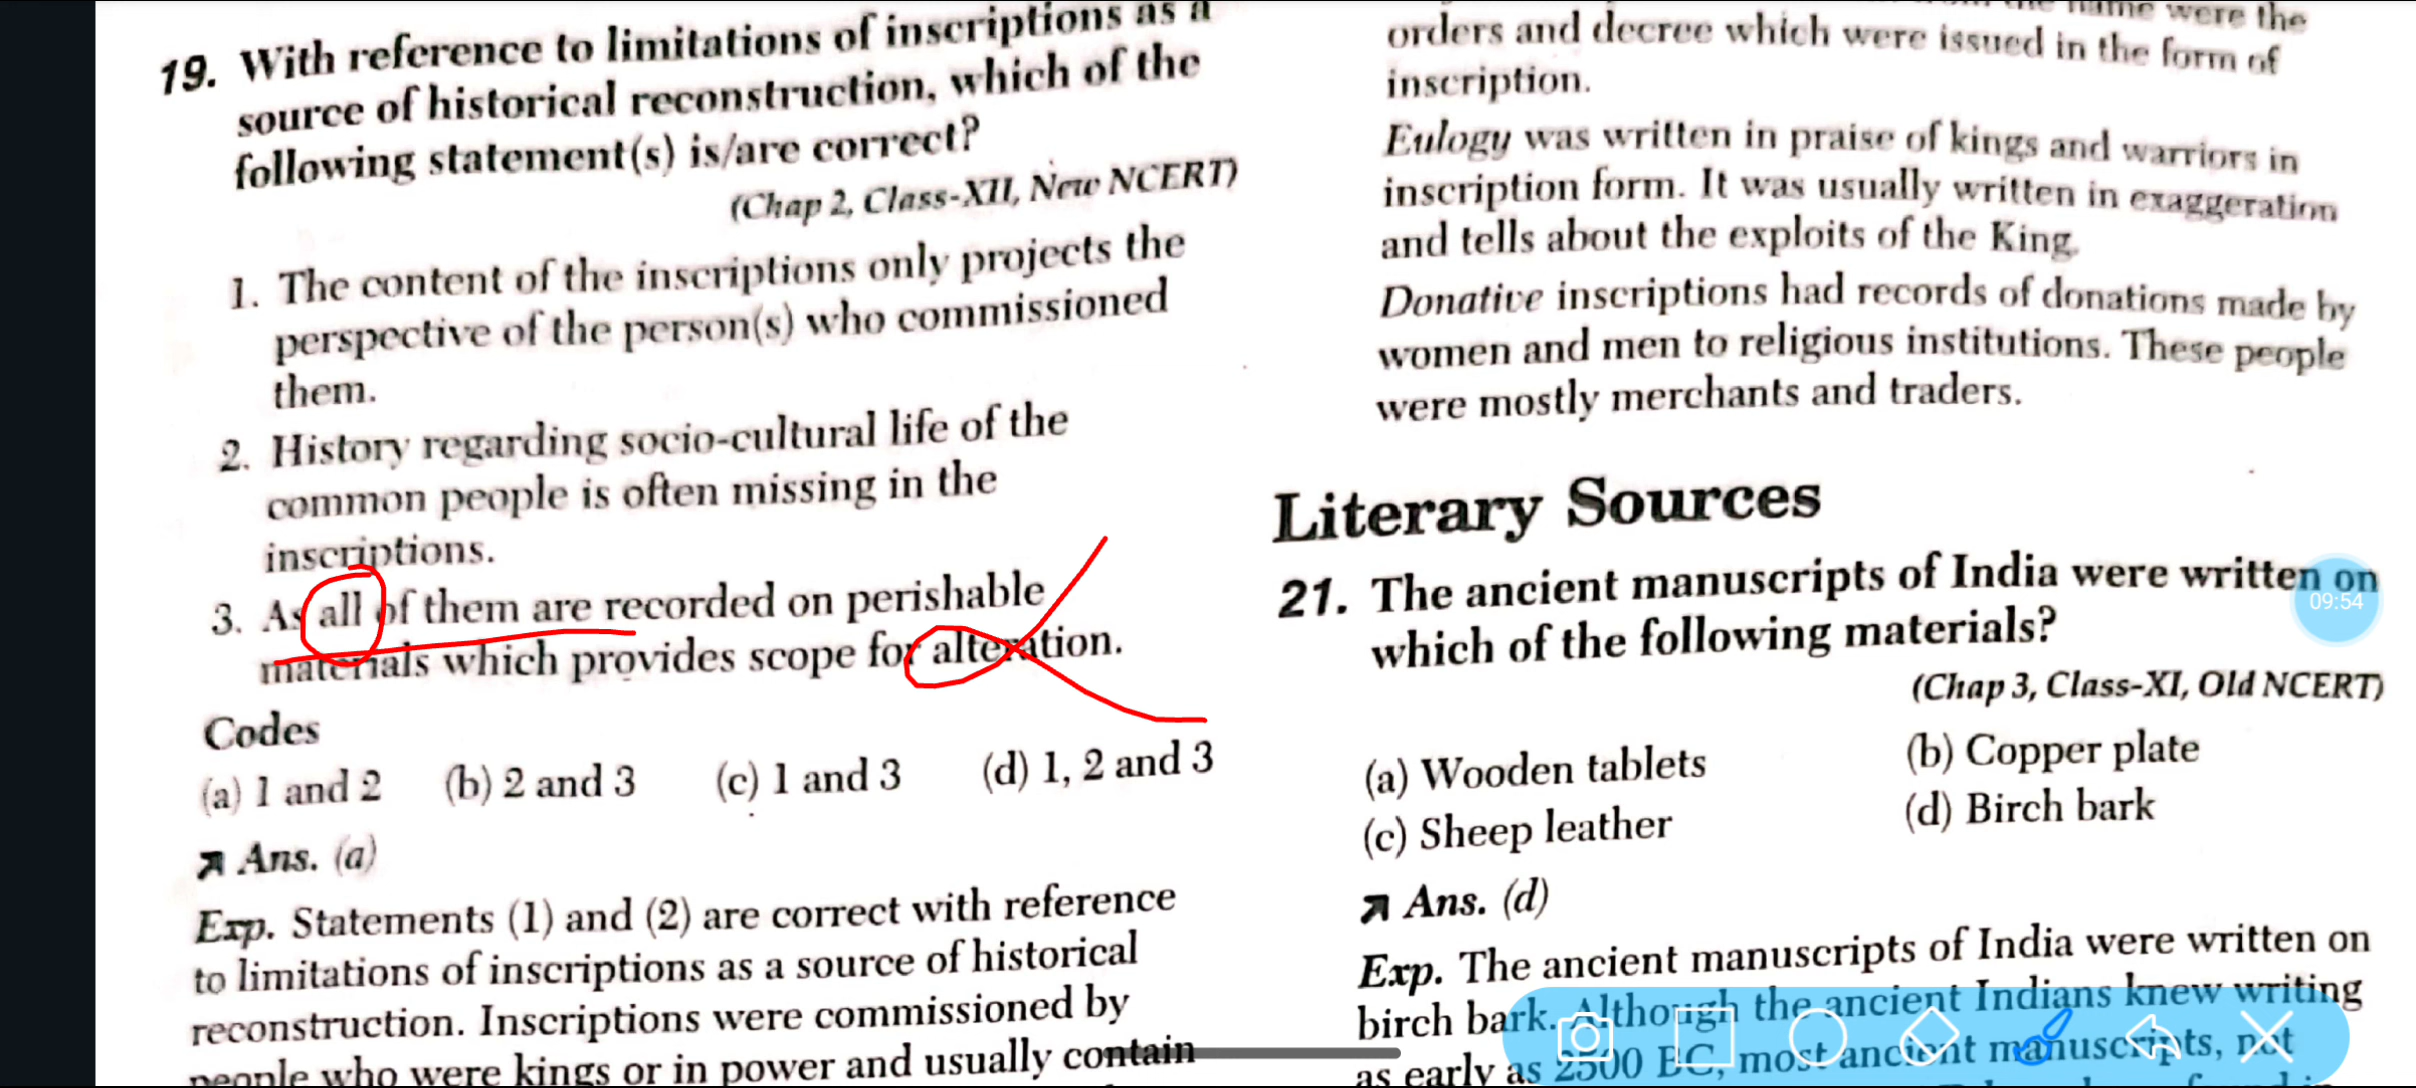 19. With reference to limitations of inscriptions as a
source of historical reconstruction, which of the
following statement(s) is/are correct?
(Chap 2, Class-XII, New NCERT)
1. The content of the inscriptions only projects the
perspective of the person(s) who commissioned
them.
2. History regarding socio-cultural life of the
common people is often missing in the
inscriptions.
3. As all of them are recorded on perishable
materials which provides scope for alteration.
Codes
(a) 1 and 2 (b) 2 and 3 (c) 1 and 3 (d) 1, 2 and 3
Ans. (a)
Exp. Statements (1) and (2) are correct with reference
to limitations of inscriptions as a source of historical
reconstruction. Inscriptions were commissioned by
people who were kings or in power and usually contain
name were the
orders and decree which were issued in the form of
inscription.
Eulogy was written in praise of kings and warriors in
inscription form. It was usually written in exaggeration
and tells about the exploits of the King.
Donative inscriptions had records of donations made by
women and men to religious institutions. These people
were mostly merchants and traders.
Literary Sources
21. The ancient manuscripts of India were written on
which of the following materials?
(Chap 3, Class-XI, Old NCERT)
(a) Wooden tablets (b) Copper plate
(c) Sheep leather (d) Birch bark
Ans. (d)
Exp. The ancient manuscripts of India were written on
birch bark. Although the ancient Indians knew writing
as early as 2500 BC, most ancient manuscripts, not
09:54